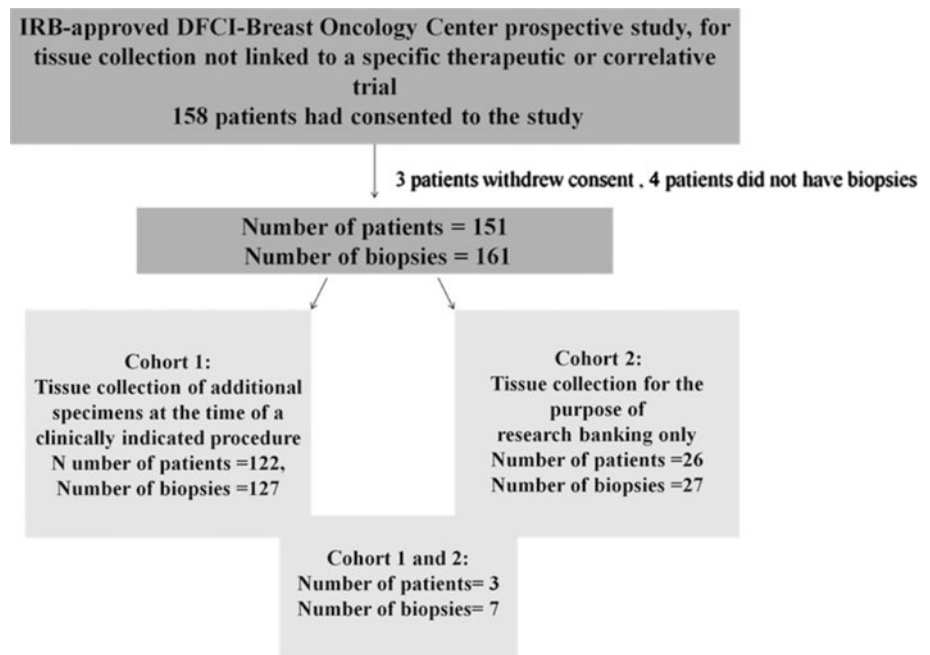 IRB-approved DFCI-Breast Oncology Center prospective study, for
tissue collection not linked to a specific therapeutic or correlative
trial
158 patients had consented to the study
3 patients withdrew consent , 4 patients did not have biopsies
Number of patients = 151
Number of biopsies = 161
Cohort 1:
Tissue collection of additional
specimens at the time of a
clinically indicated procedure
N umber of patients =122,
Number of biopsies =127
Cohort 2:
Tissue collection for the
purpose of
research banking only
Number of patients =26
Number of biopsies =27
Cohort 1 and 2:
Number of patients= 3
Number of biopsies= 7